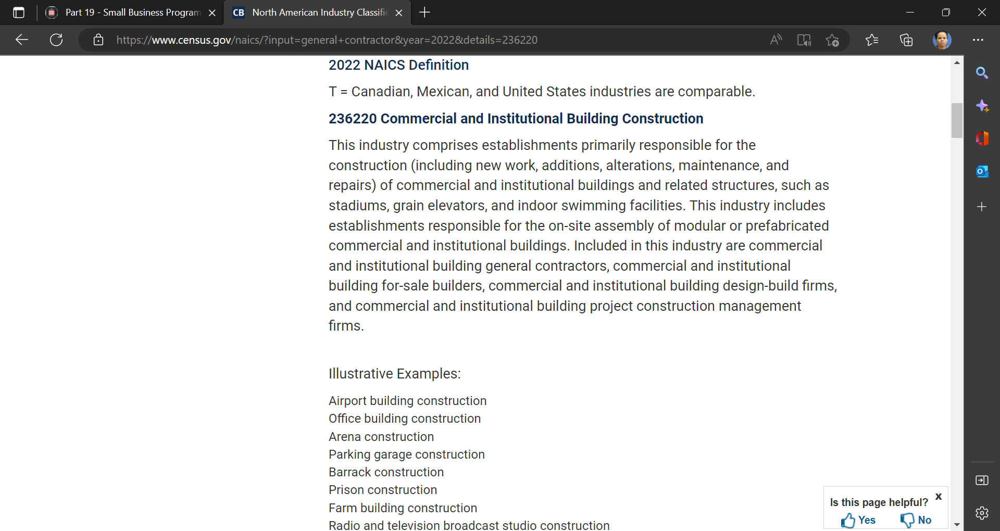 Part 19 - Small Business Program
CB North American Industry Classific
https://www.census.gov/naics/?input=general+contractor&year=2022&details=236220
2022 NAICS Definition
T = Canadian, Mexican, and United States industries are comparable.
236220 Commercial and Institutional Building Construction
This industry comprises establishments primarily responsible for the
construction (including new work, additions, alterations, maintenance, and
repairs) of commercial and institutional buildings and related structures, such as
stadiums, grain elevators, and indoor swimming facilities. This industry includes
establishments responsible for the on-site assembly of modular or prefabricated
commercial and institutional buildings. Included in this industry are commercial
and institutional building general contractors, commercial and institutional
building for-sale builders, commercial and institutional building design-build firms,
and commercial and institutional building project construction management
firms.
Illustrative Examples:
Airport building construction
Office building construction
Arena construction
Parking garage construction
Barrack construction
Prison construction
Farm building construction
Radio and television broadcast studio construction
Is this page helpful? x
Yes No